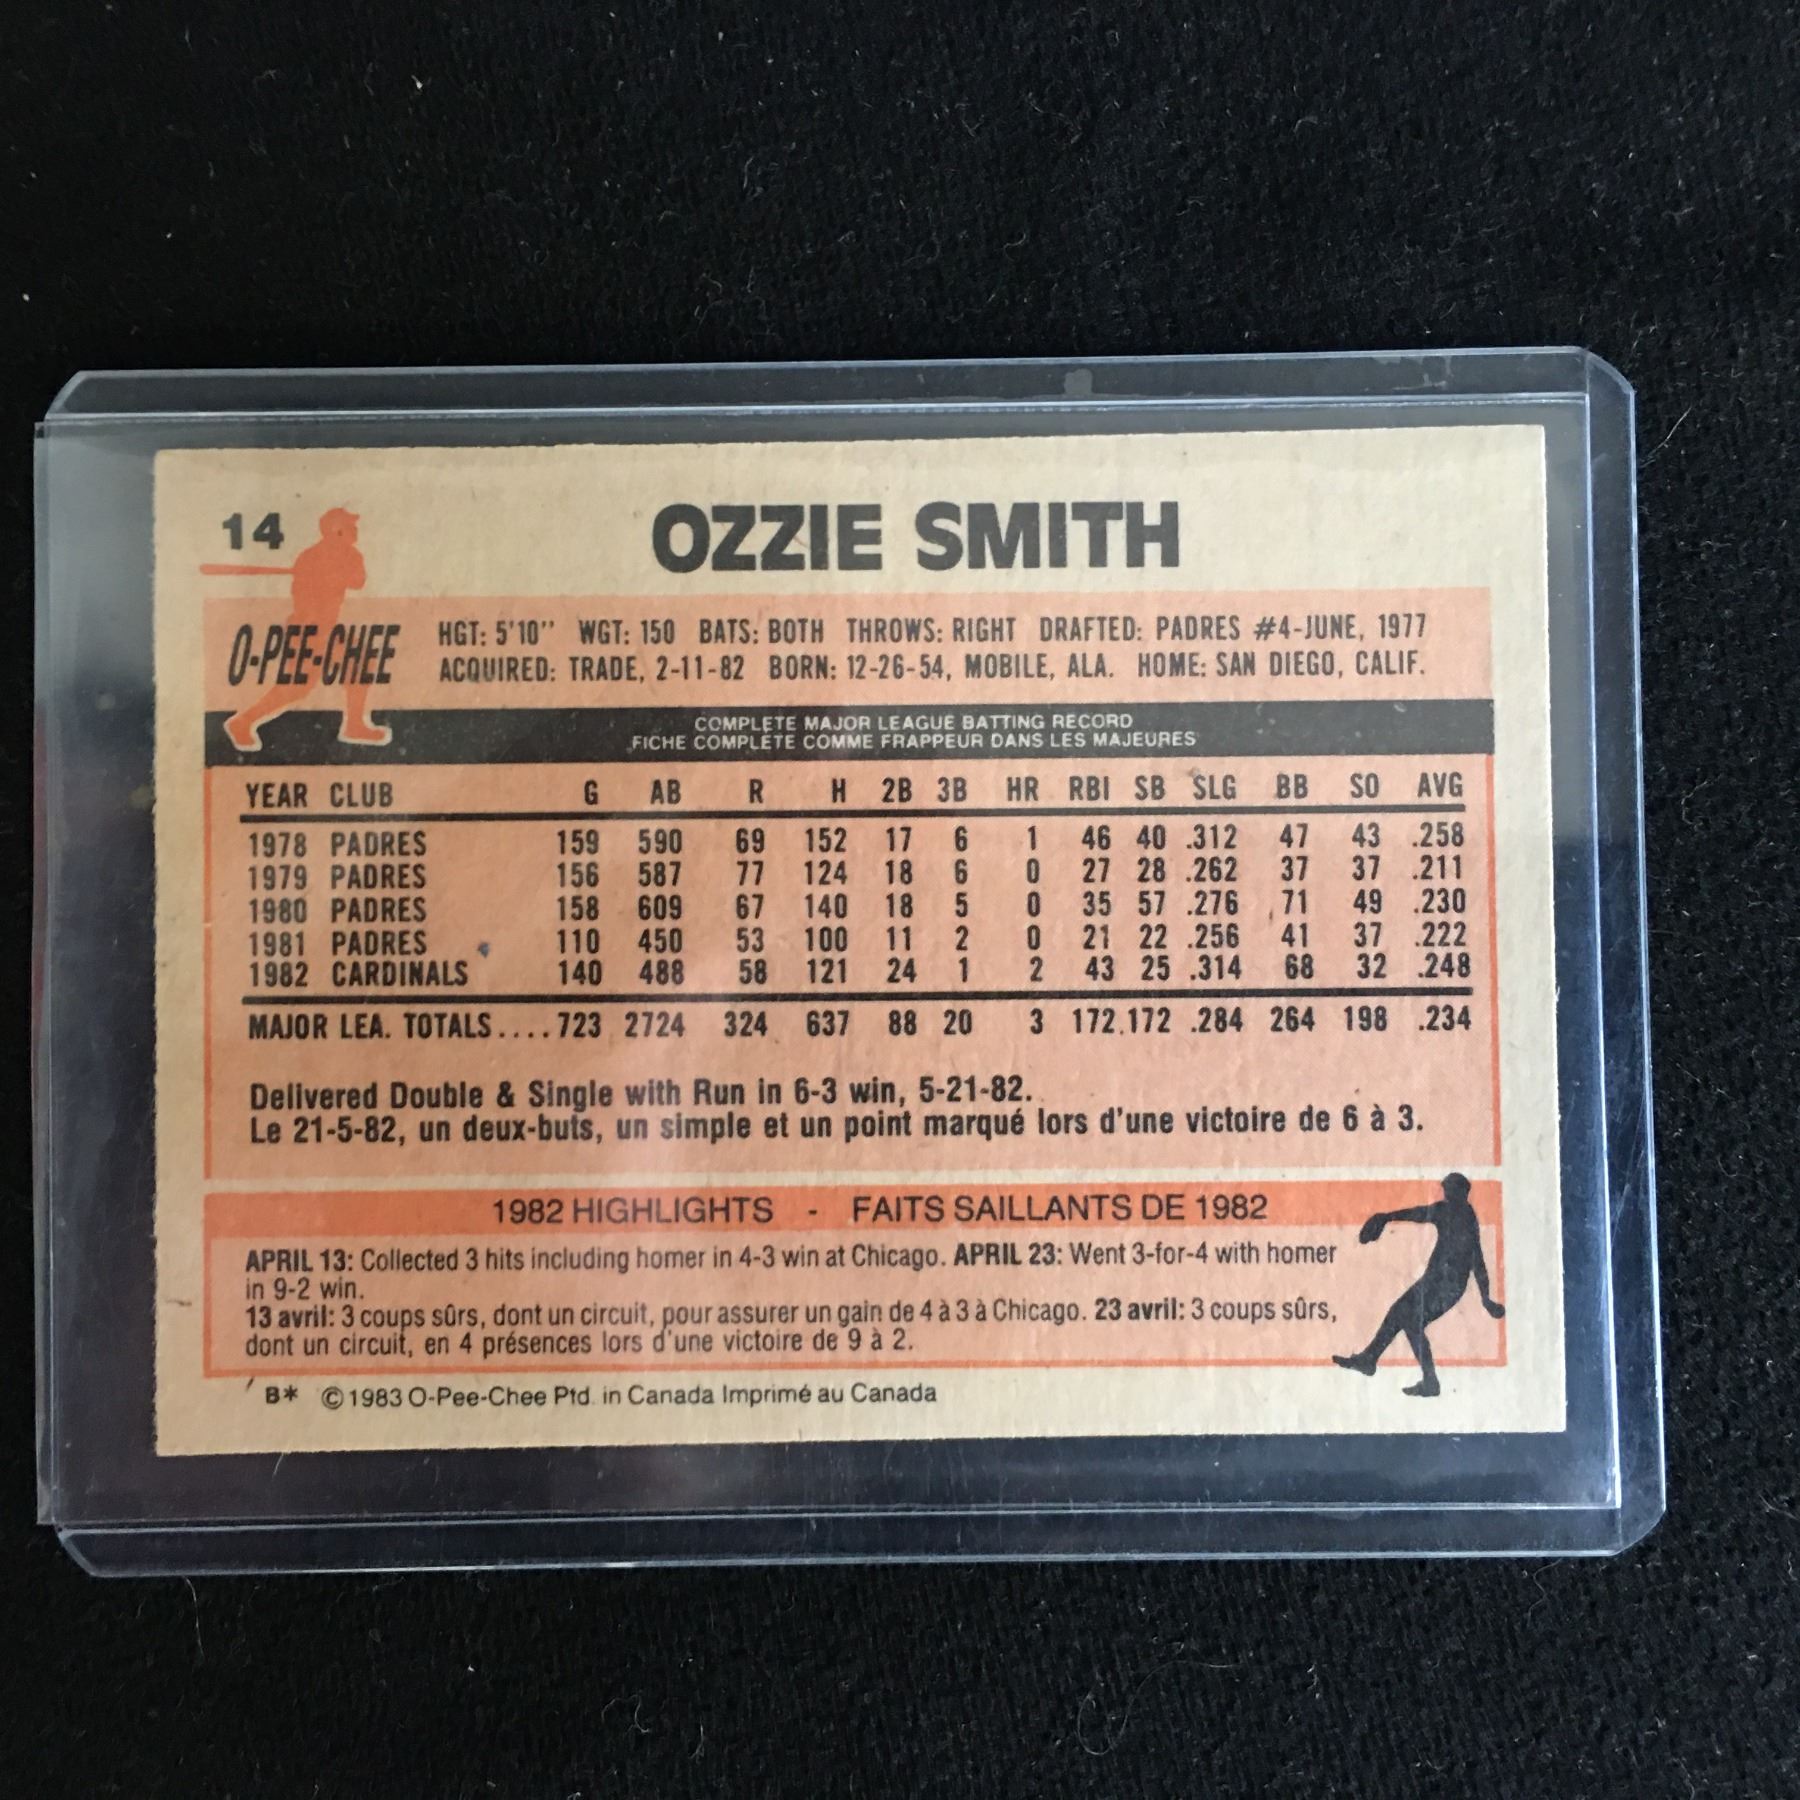 14
OZZIE SMITH
O-PEE-CHEE
HGT: 5'10" WGT: 150 BATS: BOTH THROWS: RIGHT DRAFTED: PADRES #4-JUNE, 1977
ACQUIRED: TRADE, 2-11-82 BORN: 12-26-54, MOBILE, ALA. HOME: SAN DIEGO, CALIF.
COMPLETE MAJOR LEAGUE BATTING RECORD
FICHE COMPLÈTE COMME FRAPPEUR DANS LES MAJEURES
YEAR CLUB G AB R H 2B 3B HR RBI SB SLG BB SO AVG
1978 PADRES 159 590 69 152 17 6 1 46 40 .312 47 43 .258
1979 PADRES 156 587 77 124 18 6 0 27 28 .262 37 37 .211
1980 PADRES 158 609 67 140 18 5 0 35 57 .276 71 49 .230
1981 PADRES 110 450 53 100 11 2 0 21 22 .256 41 37 .222
1982 CARDINALS 140 488 58 121 24 1 2 43 25 .314 68 32 .248
MAJOR LEA. TOTALS....723 2724 324 637 88 20 3 172 172 .284 264 198 .234
Delivered Double & Single with Run in 6-3 win, 5-21-82.
Le 21-5-82, un deux-buts, un simple et un point marqué lors d'une victoire de 6 à 3.
1982 HIGHLIGHTS - FAITS SAILLANTS DE 1982
APRIL 13: Collected 3 hits including homer in 4-3 win at Chicago. APRIL 23: Went 3-for-4 with homer
in 9-2 win.
13 avril: 3 coups sûrs, dont un circuit, pour assurer un gain de 4 à 3 à Chicago. 23 avril: 3 coups sûrs,
dont un circuit, en 4 présences lors d'une victoire de 9 à 2.
B* © 1983 O-Pee-Chee Ptd. in Canada Imprimé au Canada